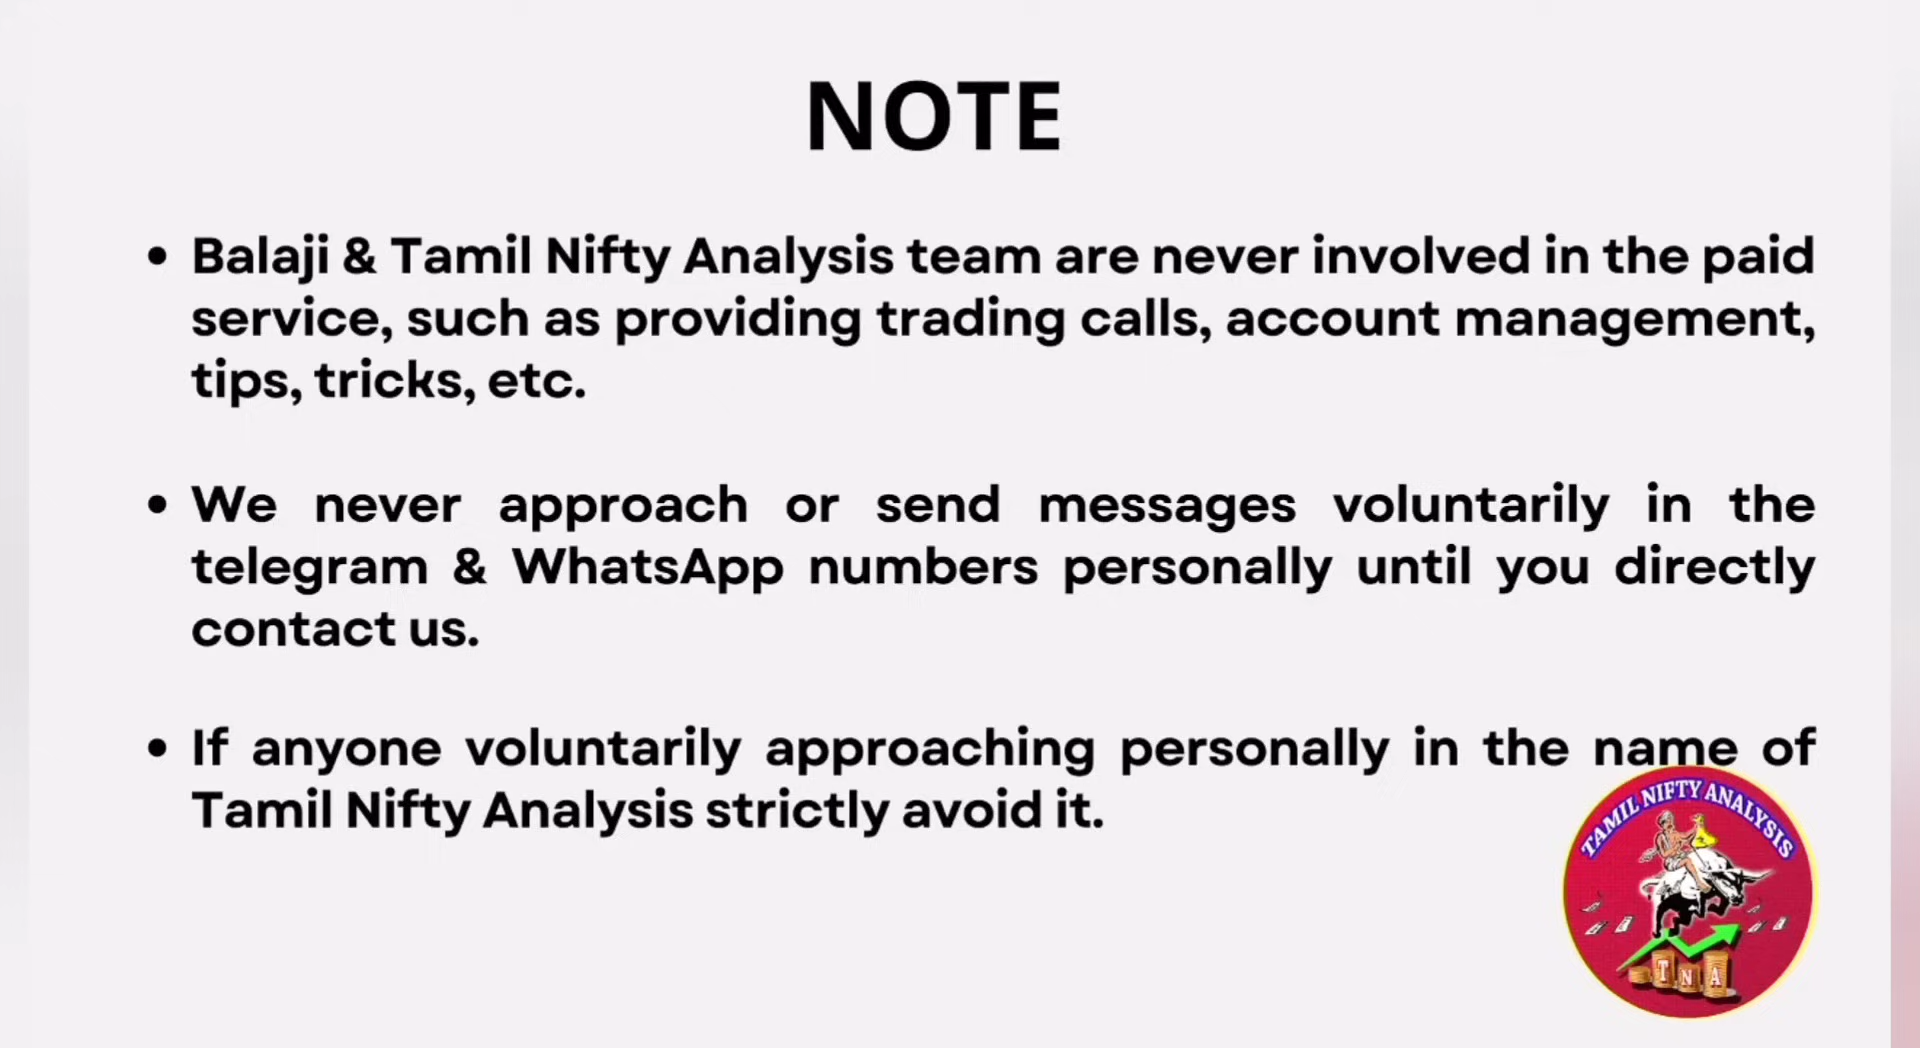 NOTE
• Balaji & Tamil Nifty Analysis team are never involved in the paid
service, such as providing trading calls, account management,
tips, tricks, etc.
• We never approach or send messages voluntarily in the
telegram & WhatsApp numbers personally until you directly
contact us.
• If anyone voluntarily approaching personally in the name of
Tamil Nifty Analysis strictly avoid it.
TAMIL NIFTY ANALYSIS
T N A